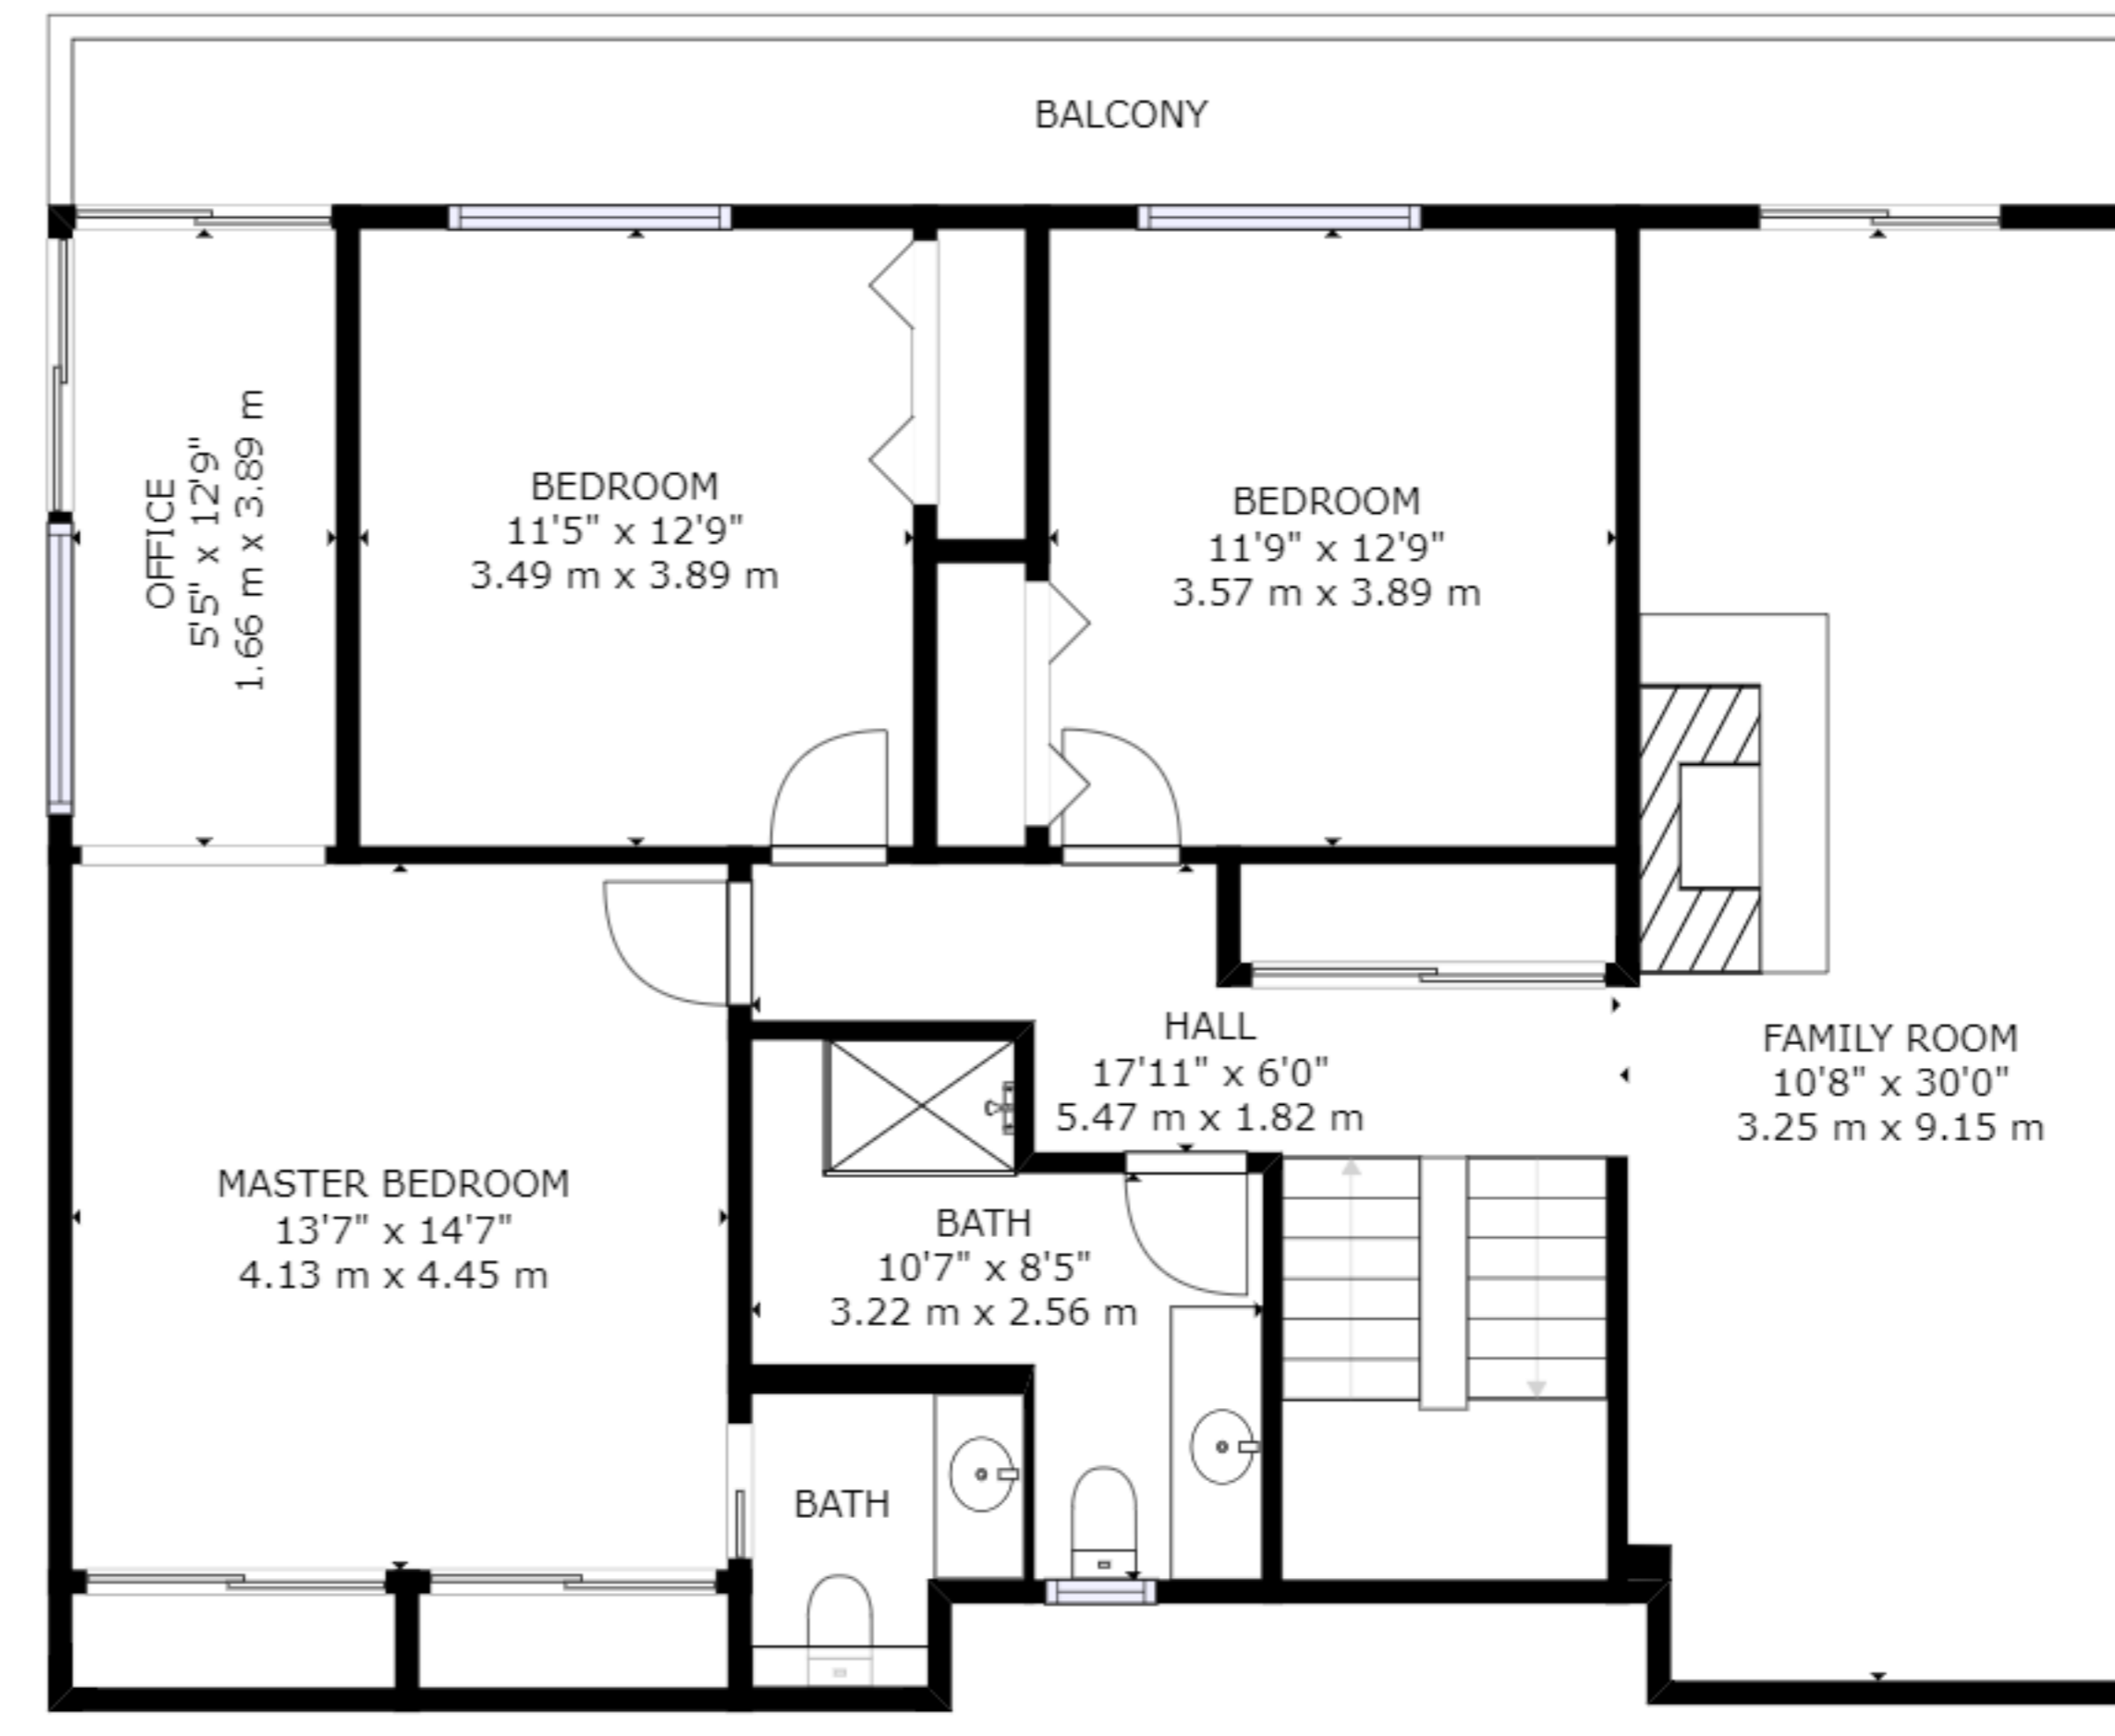 BALCONY
OFFICE
5'5" x 12'9"
1.66 m x 3.89 m
BEDROOM
11'5" x 12'9"
3.49 m x 3.89 m
BEDROOM
11'9" x 12'9"
3.57 m x 3.89 m
HALL
17'11" x 6'0"
5.47 m x 1.82 m
FAMILY ROOM
10'8" x 30'0"
3.25 m x 9.15 m
MASTER BEDROOM
13'7" x 14'7"
4.13 m x 4.45 m
BATH
10'7" x 8'5"
3.22 m x 2.56 m
BATH